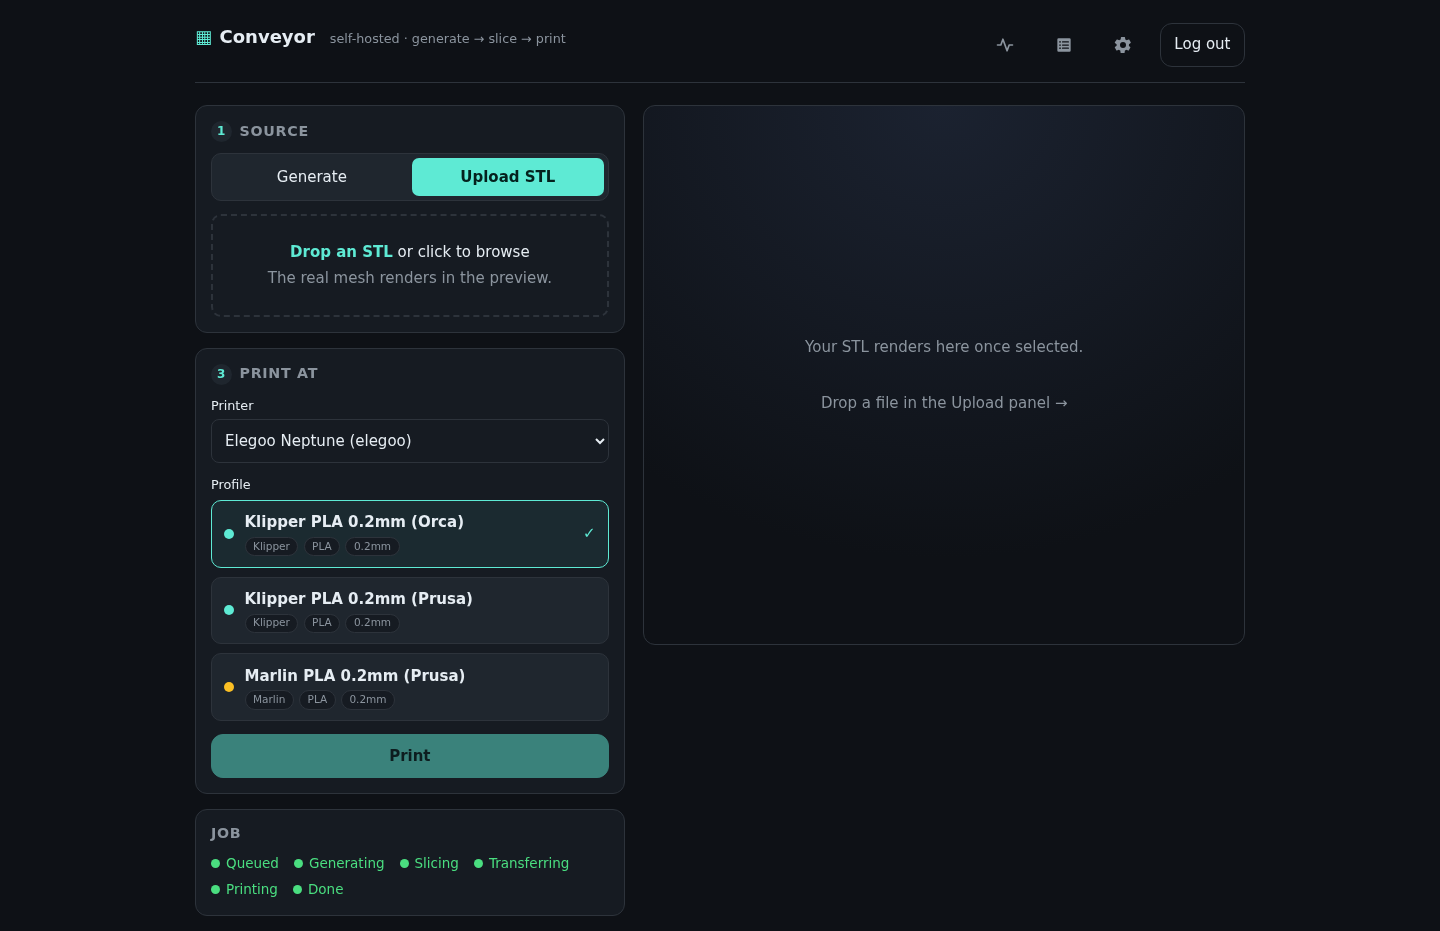 ▦ Conveyor self-hosted · generate → slice → print
Log out
1 SOURCE
Generate Upload STL
Drop an STL or click to browse
The real mesh renders in the preview.
3 PRINT AT
Printer
Elegoo Neptune (elegoo)
Profile
Klipper PLA 0.2mm (Orca) ✓
Klipper PLA 0.2mm
Klipper PLA 0.2mm (Prusa)
Klipper PLA 0.2mm
Marlin PLA 0.2mm (Prusa)
Marlin PLA 0.2mm
Print
JOB
Queued Generating Slicing Transferring
Printing Done
Your STL renders here once selected.
Drop a file in the Upload panel →